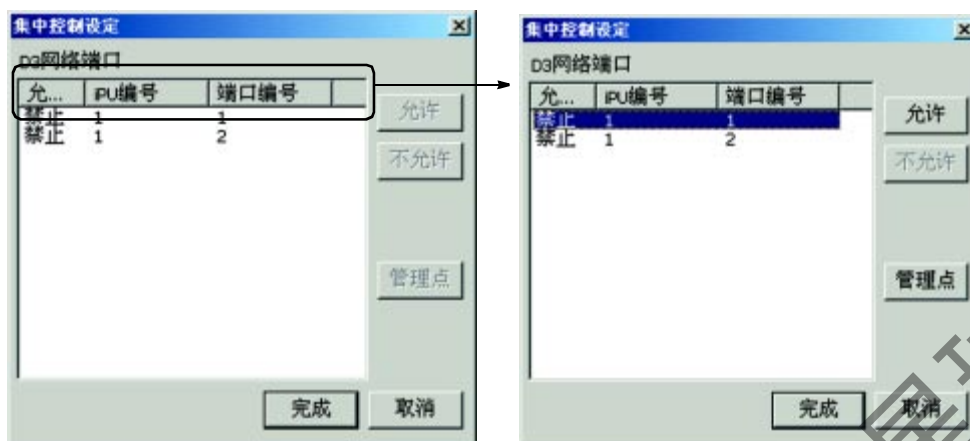 集中控制设定
D3网络端口
允... iPU编号 端口编号
禁止 1 1
禁止 1 2
允许
不允许
管理点
完成 取消
集中控制设定
D3网络端口
允... iPU编号 端口编号
禁止 1 1
禁止 1 2
允许
不允许
管理点
完成 取消